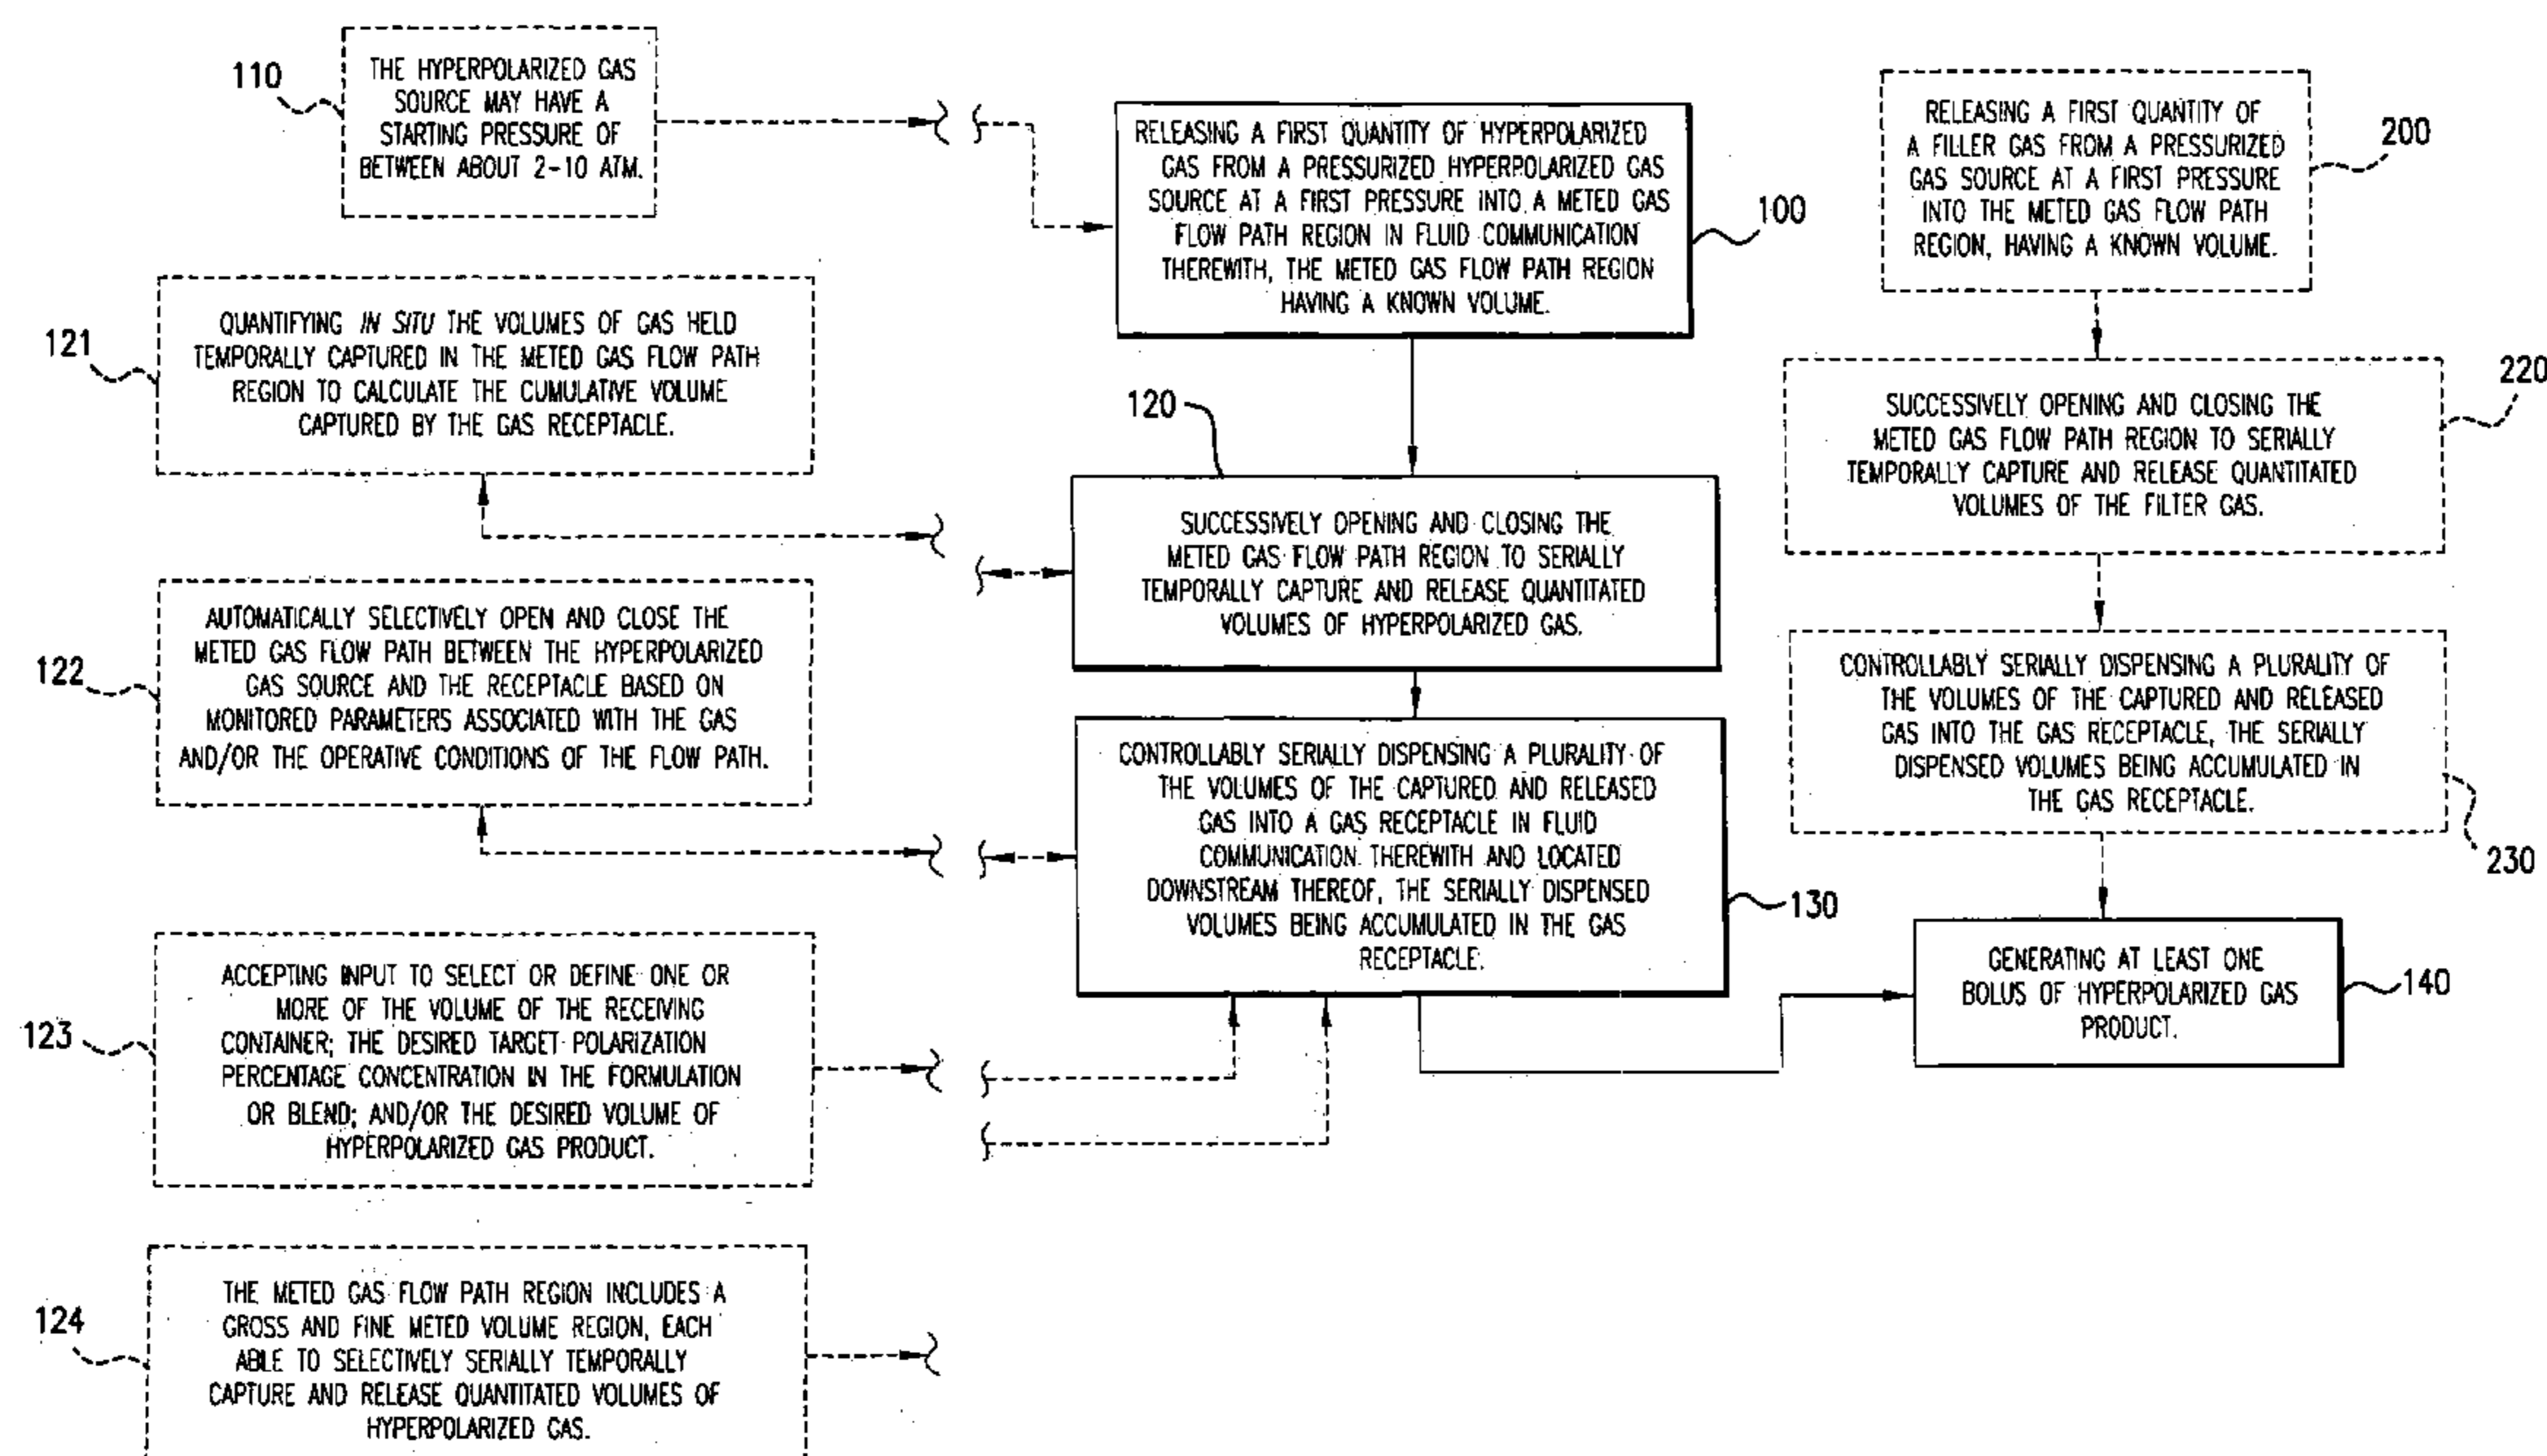 110
THE HYPERPOLARIZED GAS
SOURCE MAY HAVE A
STARTING PRESSURE OF
BETWEEN ABOUT 2-10 ATM.
121
QUANTIFYING IN SITU THE VOLUMES OF GAS HELD
TEMPORALLY CAPTURED IN THE METED GAS FLOW PATH
REGION TO CALCULATE THE CUMULATIVE VOLUME
CAPTURED BY THE GAS RECEPTACLE.
122
AUTOMATICALLY SELECTIVELY OPEN AND CLOSE THE
METED GAS FLOW PATH BETWEEN THE HYPERPOLARIZED
GAS SOURCE AND THE RECEPTACLE BASED ON
MONITORED PARAMETERS ASSOCIATED WITH THE GAS
AND/OR THE OPERATIVE CONDITIONS OF THE FLOW PATH.
123
ACCEPTING INPUT TO SELECT OR DEFINE ONE OR
MORE OF THE VOLUME OF THE RECEIVING
CONTAINER; THE DESIRED TARGET POLARIZATION
PERCENTAGE CONCENTRATION IN THE FORMULATION
OR BLEND; AND/OR THE DESIRED VOLUME OF
HYPERPOLARIZED GAS PRODUCT.
124
THE METED GAS FLOW PATH REGION INCLUDES A
GROSS AND FINE METED VOLUME REGION, EACH
ABLE TO SELECTIVELY SERIALLY TEMPORALLY
CAPTURE AND RELEASE QUANTITATED VOLUMES OF
HYPERPOLARIZED GAS.
RELEASING A FIRST QUANTITY OF HYPERPOLARIZED
GAS FROM A PRESSURIZED HYPERPOLARIZED GAS
SOURCE AT A FIRST PRESSURE INTO A METED GAS
FLOW PATH REGION IN FLUID COMMUNICATION
THEREWITH, THE METED GAS FLOW PATH REGION
HAVING A KNOWN VOLUME.
100
120
SUCCESSIVELY OPENING AND CLOSING THE
METED GAS FLOW PATH REGION TO SERIALLY
TEMPORALLY CAPTURE AND RELEASE QUANTITATED
VOLUMES OF HYPERPOLARIZED GAS.
CONTROLLABLY SERIALLY DISPENSING A PLURALITY OF
THE VOLUMES OF THE CAPTURED AND RELEASED
GAS INTO A GAS RECEPTACLE IN FLUID
COMMUNICATION THEREWITH AND LOCATED
DOWNSTREAM THEREOF, THE SERIALLY DISPENSED
VOLUMES BEING ACCUMULATED IN THE GAS
RECEPTACLE.
130
RELEASING A FIRST QUANTITY OF
A FILLER GAS FROM A PRESSURIZED
GAS SOURCE AT A FIRST PRESSURE
INTO THE METED GAS FLOW PATH
REGION, HAVING A KNOWN VOLUME.
200
SUCCESSIVELY OPENING AND CLOSING THE
METED GAS FLOW PATH REGION TO SERIALLY
TEMPORALLY CAPTURE AND RELEASE QUANTITATED
VOLUMES OF THE FILTER GAS.
220
CONTROLLABLY SERIALLY DISPENSING A PLURALITY OF
THE VOLUMES OF THE CAPTURED AND RELEASED
GAS INTO THE GAS RECEPTACLE, THE SERIALLY
DISPENSED VOLUMES BEING ACCUMULATED IN
THE GAS RECEPTACLE.
230
GENERATING AT LEAST ONE
BOLUS OF HYPERPOLARIZED GAS
PRODUCT.
140